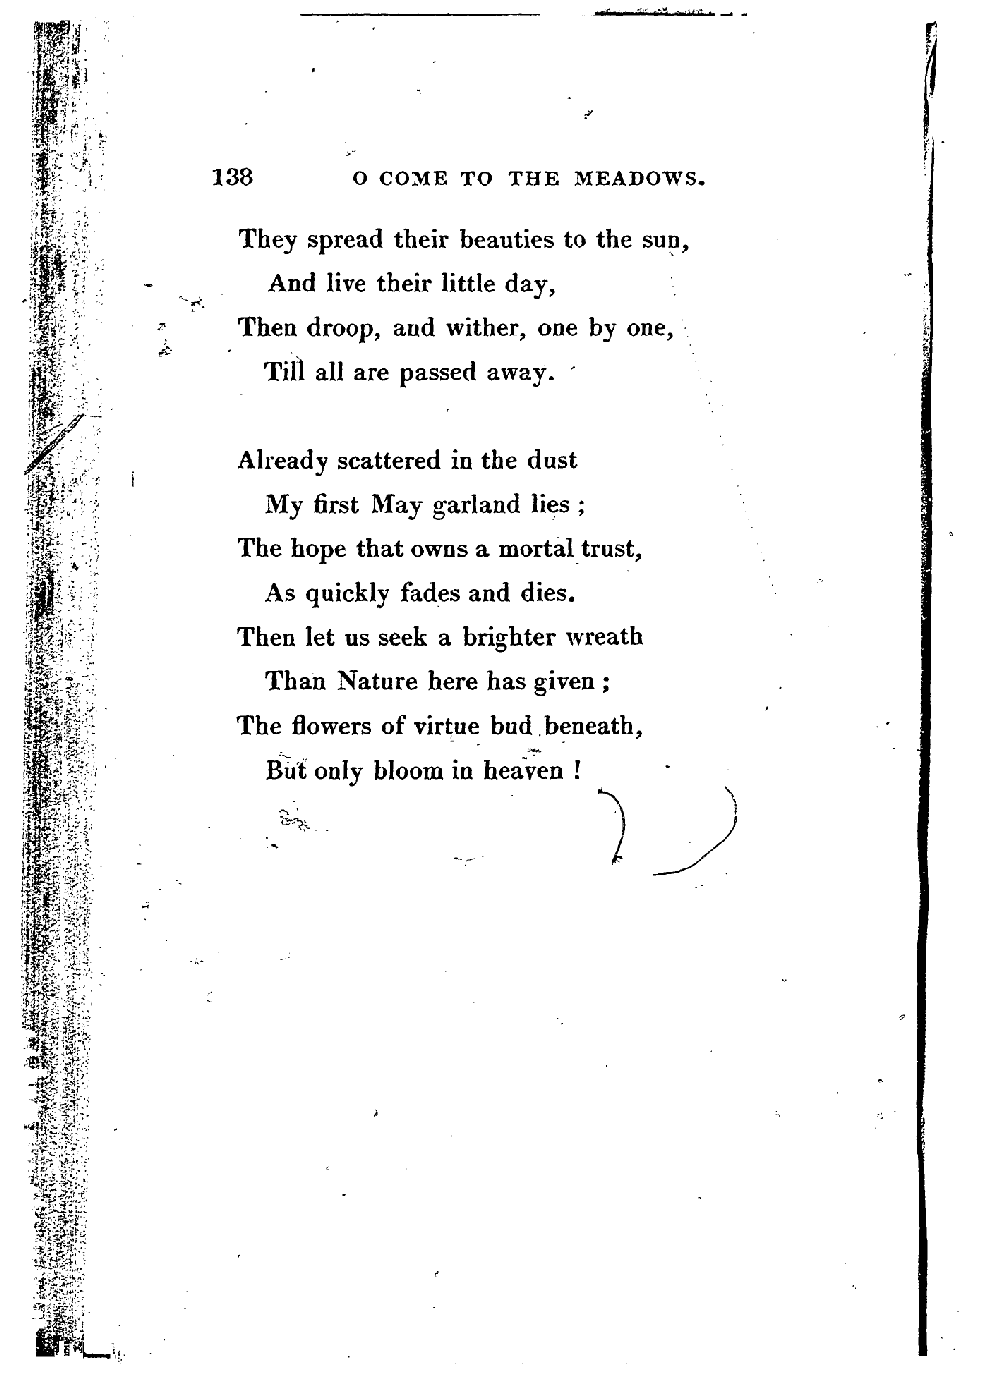 138 O COME TO THE MEADOWS.
They spread their beauties to the sun,
And live their little day,
Then droop, and wither, one by one,
Till all are passed away.
Already scattered in the dust
My first May garland lies ;
The hope that owns a mortal trust,
As quickly fades and dies.
Then let us seek a brighter wreath
Than Nature here has given ;
The flowers of virtue bud beneath,
But only bloom in heaven !